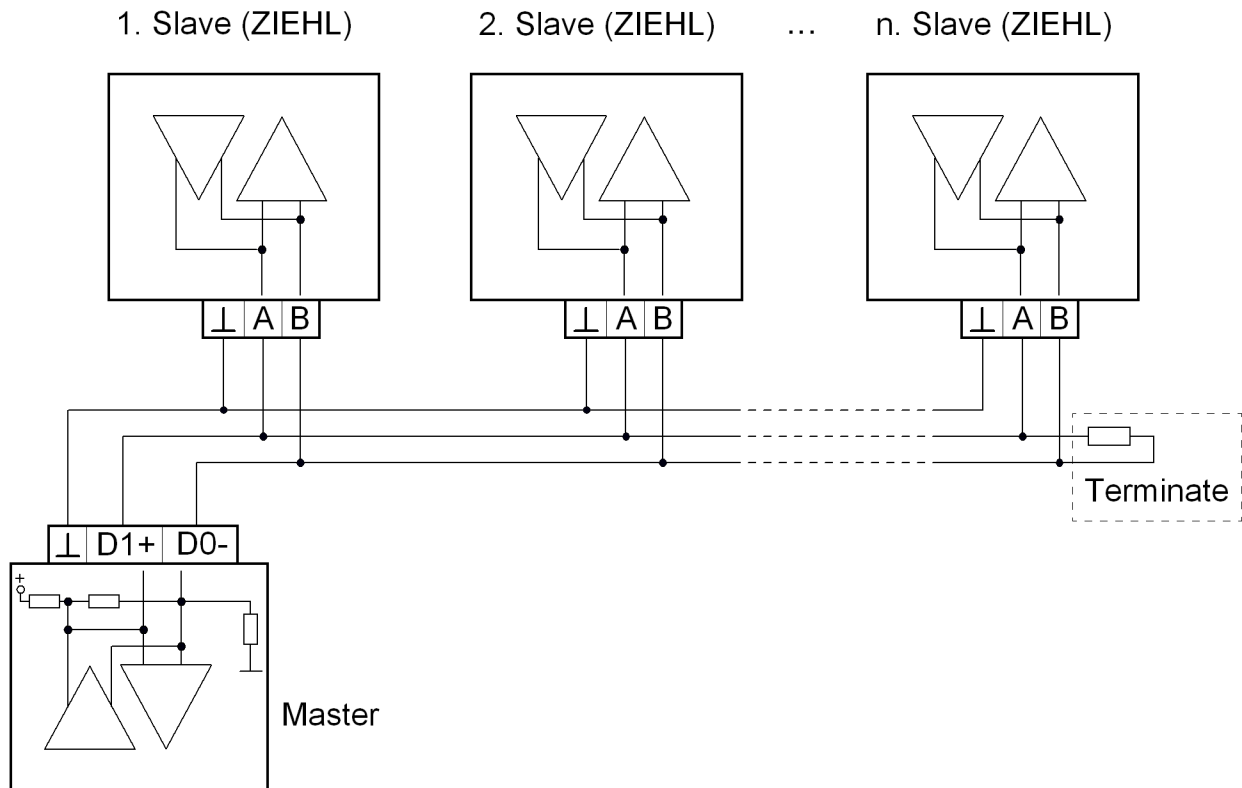 1. Slave (ZIEHL) 2. Slave (ZIEHL) ... n. Slave (ZIEHL)
⊥ A B ⊥ A B ⊥ A B
Terminate
⊥ D1+ D0-
+
Master